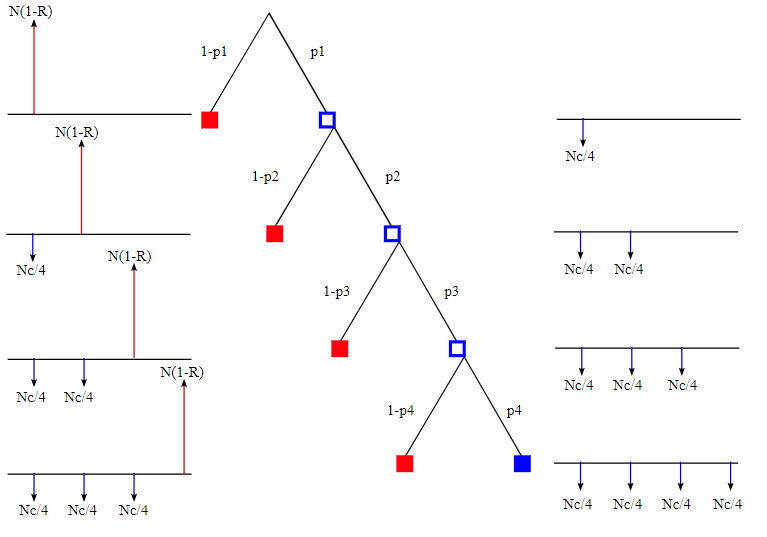 N(1-R)
1-p1 p1
N(1-R)
Nc/4
1-p2 p2
N(1-R)
Nc/4
Nc/4 Nc/4
1-p3 p3
N(1-R)
Nc/4 Nc/4
Nc/4 Nc/4 Nc/4
1-p4 p4
Nc/4 Nc/4 Nc/4
Nc/4 Nc/4 Nc/4 Nc/4